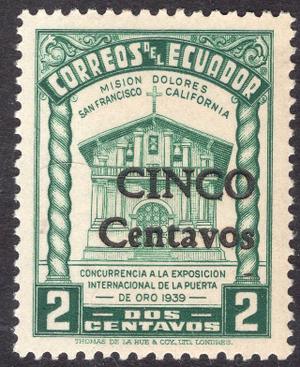 CORREOS DEL ECUADOR
MISION DOLORES
SAN FRANCISCO CALIFORNIA
CINCO
Centavos
CONCURRENCIA A LA EXPOSICION
INTERNACIONAL DE LA PUERTA
DE ORO 1939
2 DOS CENTAVOS 2
THOMAS DE LA RUE & COY., LTD. LONDRES.